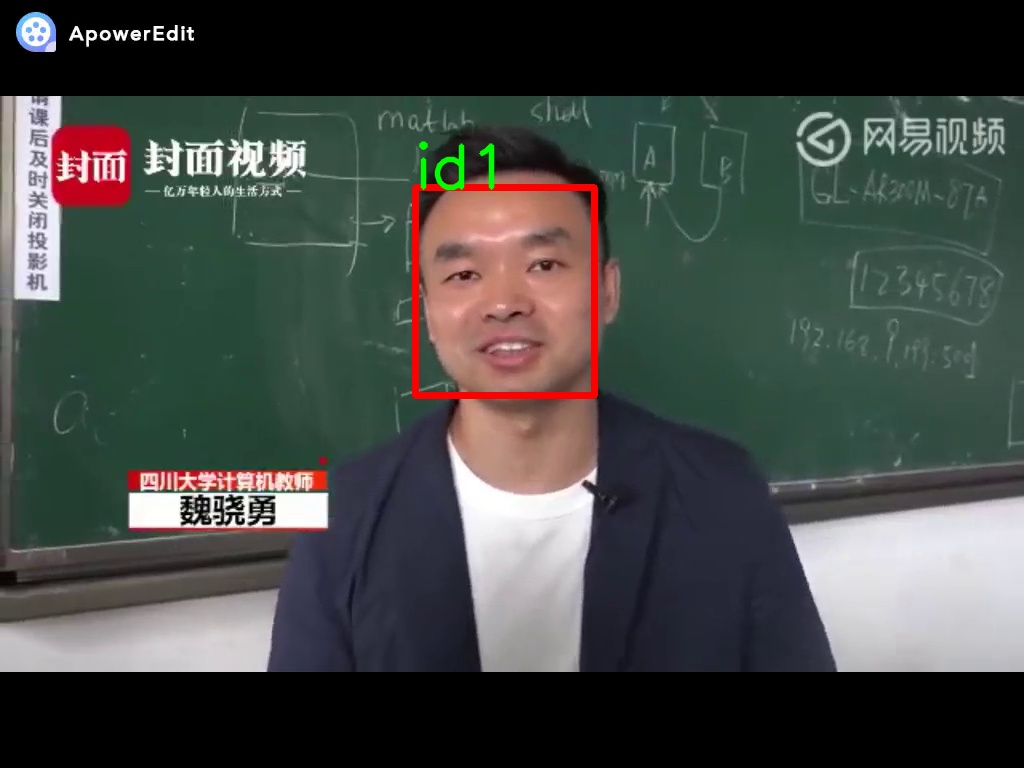 ApowerEdit
课后及时关闭投影机
封面
封面视频
亿万年轻人的生活方式
网易视频
id1
matlab
shell
A
B
GL-AR300M-87A
12345678
四川大学计算机教师
魏骁勇